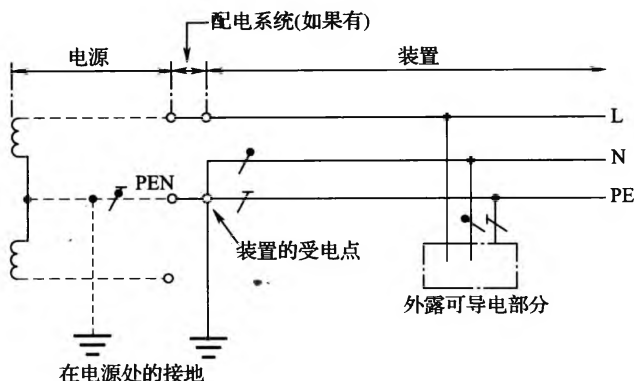 配电系统(如果有)
电源
装置
L
N
PEN
PE
装置的受电点
外露可导电部分
在电源处的接地